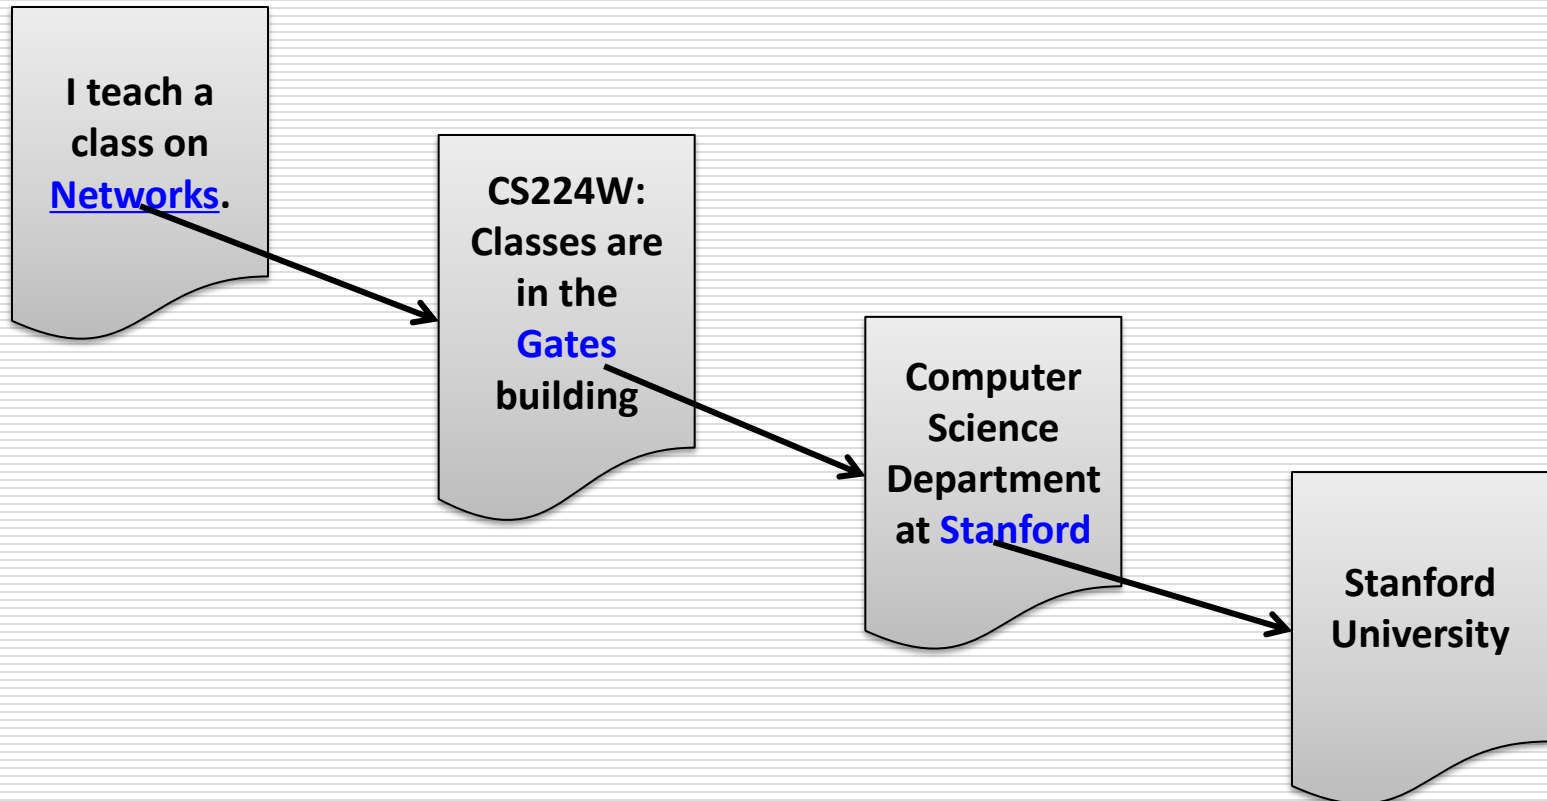 I teach a
class on
Networks.
CS224W:
Classes are
in the
Gates
building
Computer
Science
Department
at Stanford
Stanford
University